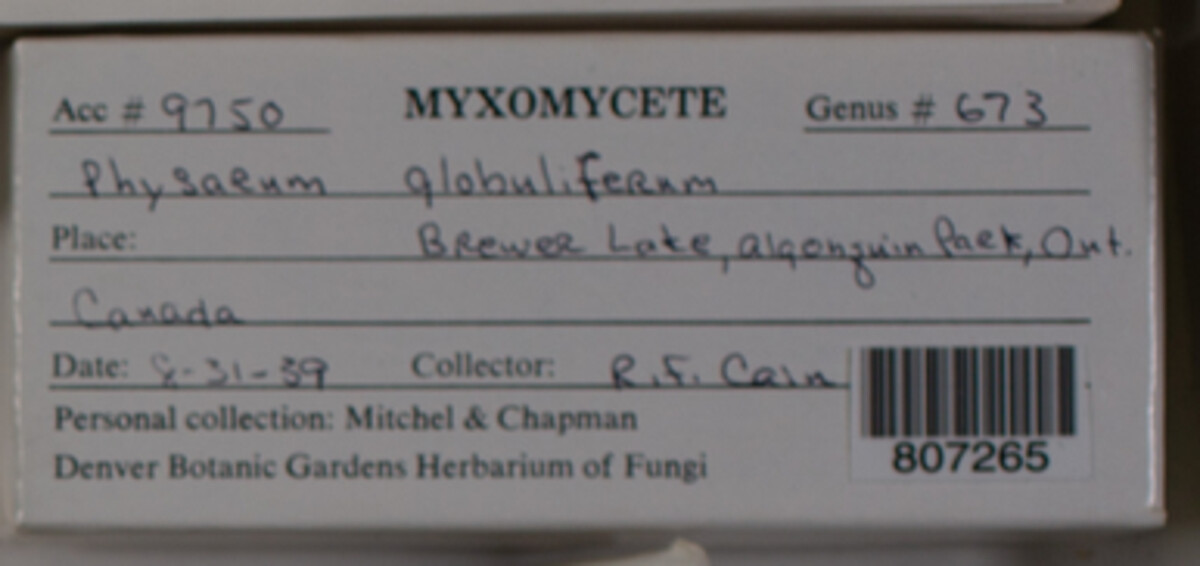 Acc # 9750 MYXOMYCETE Genus # 673
Physarum globuliferum
Place: Brewer Lake, Algonquin Park, Ont.
Canada
Date: 8-31-39 Collector: R.F. Cain
Personal collection: Mitchel & Chapman
Denver Botanic Gardens Herbarium of Fungi
807265